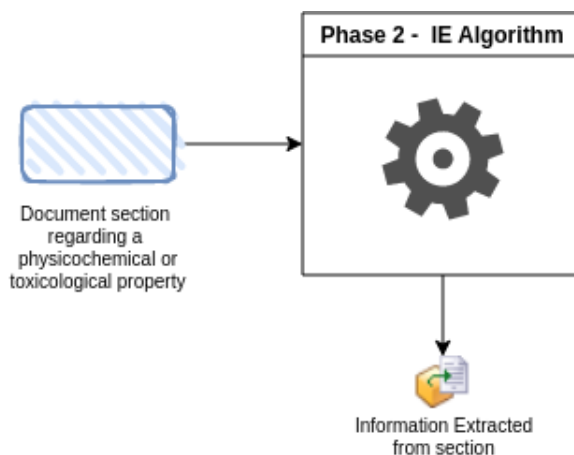 Phase 2 -  IE Algorithm
Document section
regarding a
physicochemical or
toxicological property
Information Extracted
from section